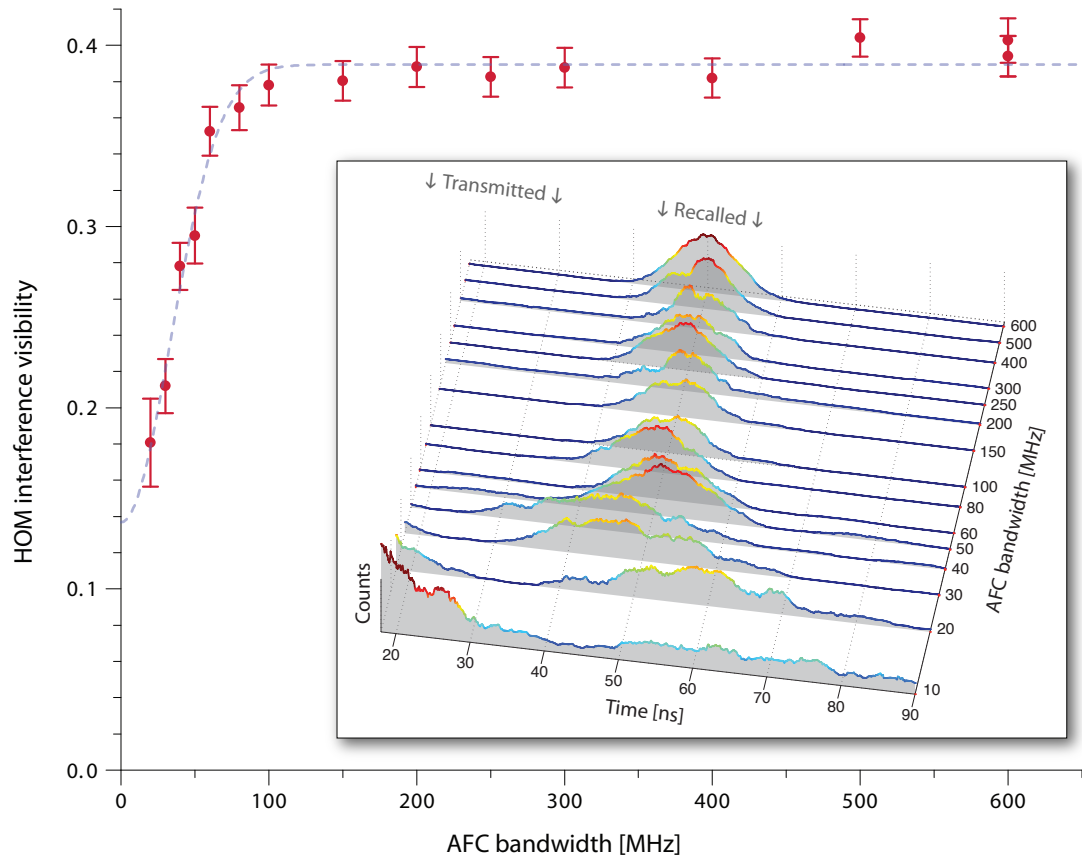 HOM interference visibility
0.4
0.3
0.2
0.1
0.0
0 100 200 300 400 500 600
AFC bandwidth [MHz]
↓ Transmitted ↓
↓ Recalled ↓
Counts
20 30 40 50 60 70 80 90
Time [ns]
600
500
400
300
250
200
150
100
80
60
50
40
30
20
10
AFC bandwidth [MHz]